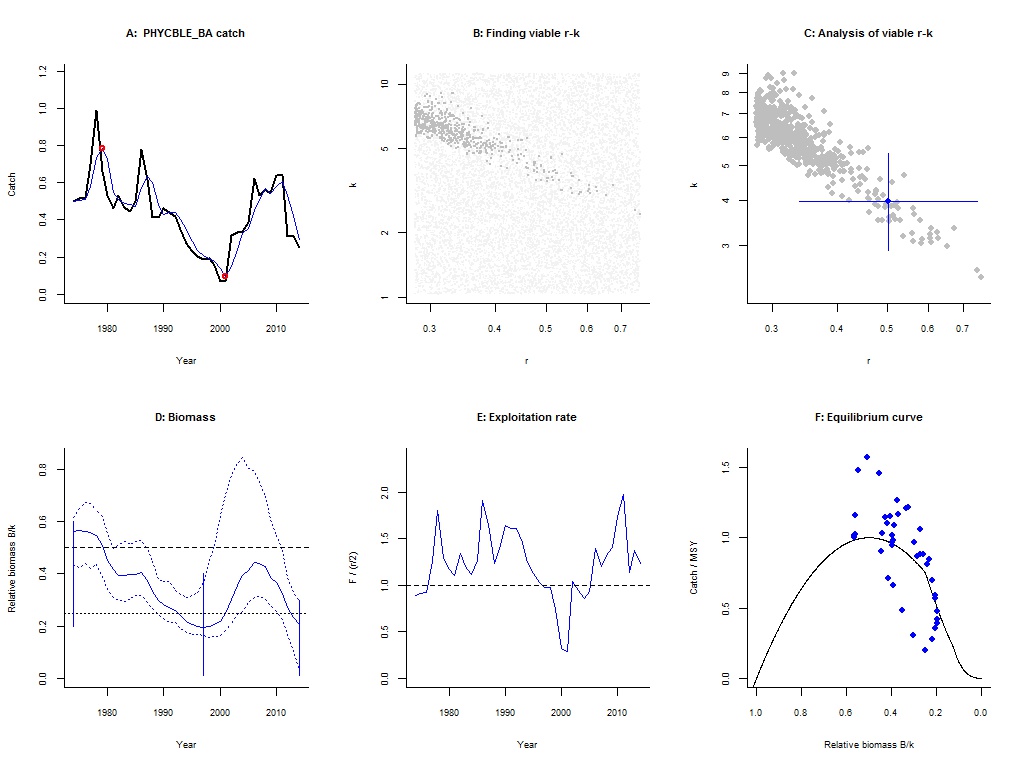 A: PHYCBLE_BA catch
Catch
0.0 0.2 0.4 0.6 0.8 1.0 1.2
1980 1990 2000 2010
Year
B: Finding viable r-k
k
1 2 5 10
0.3 0.4 0.5 0.6 0.7
r
C: Analysis of viable r-k
k
3 4 5 6 7 8 9
0.3 0.4 0.5 0.6 0.7
r
D: Biomass
Relative biomass B/k
0.0 0.2 0.4 0.6 0.8
1980 1990 2000 2010
Year
E: Exploitation rate
F / (r/2)
0.0 0.5 1.0 1.5 2.0
1980 1990 2000 2010
Year
F: Equilibrium curve
Catch / MSY
0.0 0.5 1.0 1.5
1.0 0.8 0.6 0.4 0.2 0.0
Relative biomass B/k